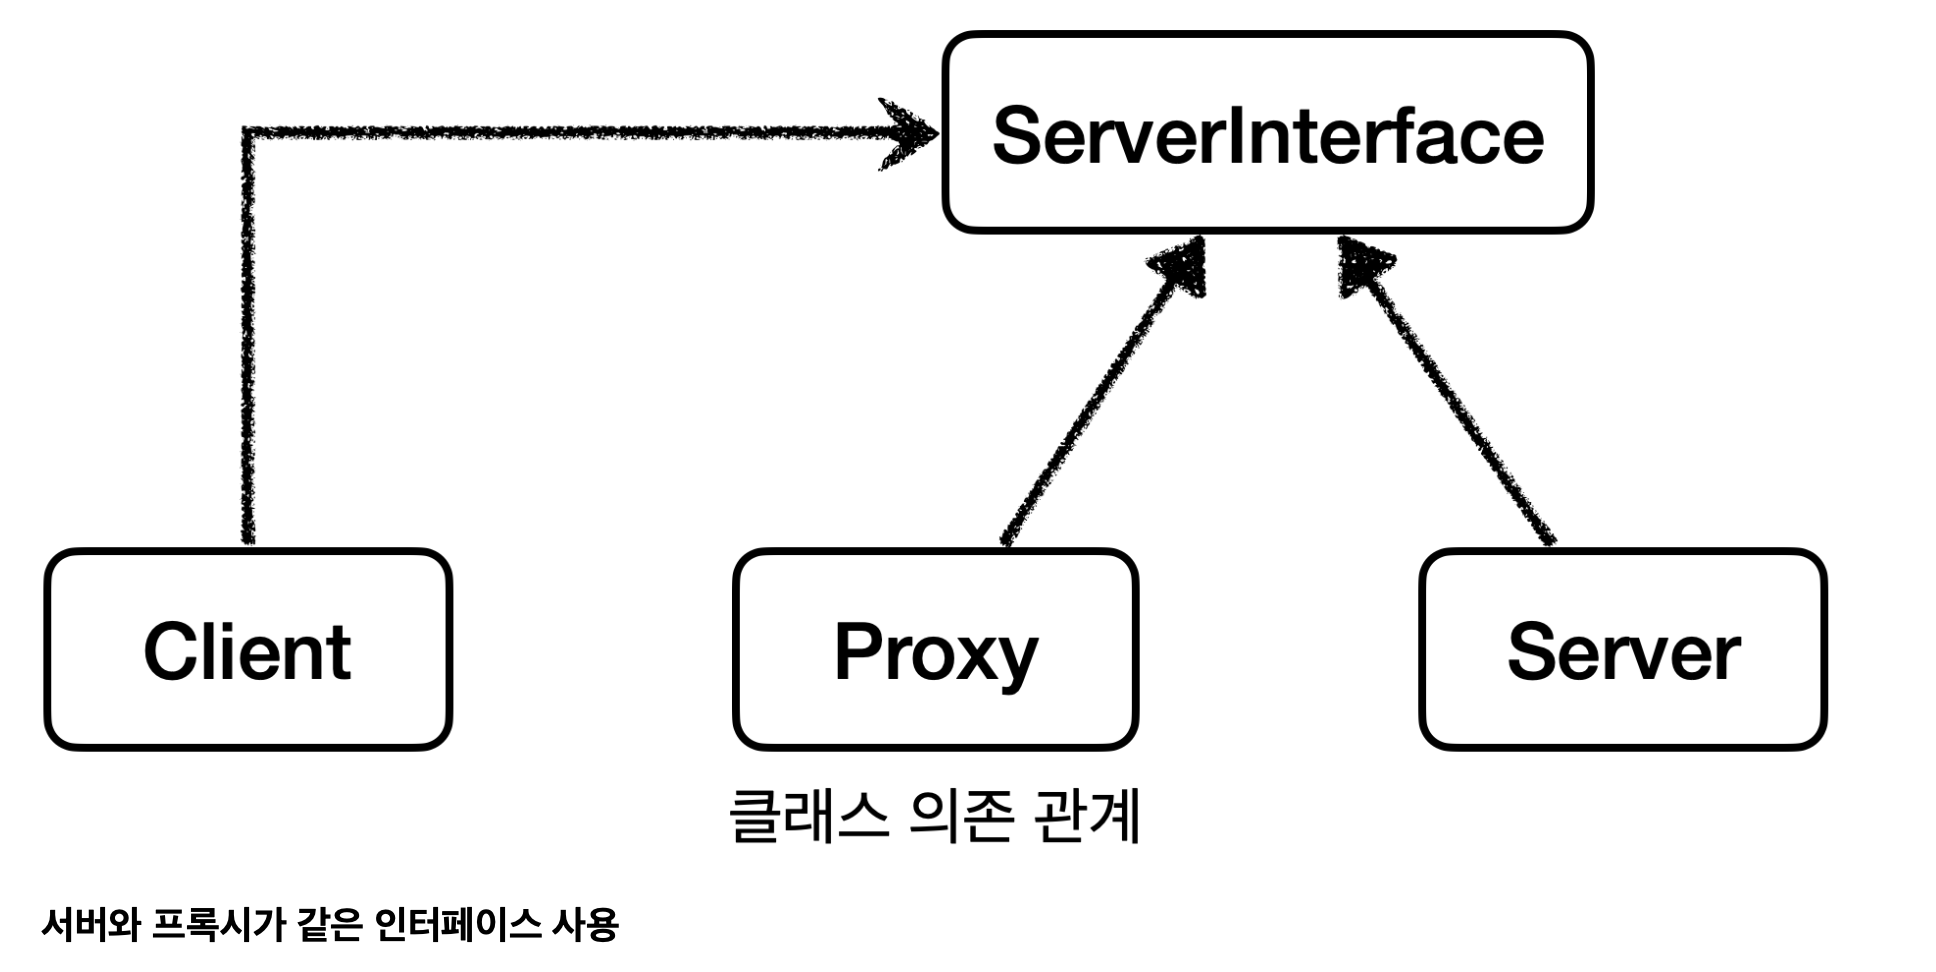 ServerInterface
Client
Proxy
Server
클래스 의존 관계
서버와 프록시가 같은 인터페이스 사용